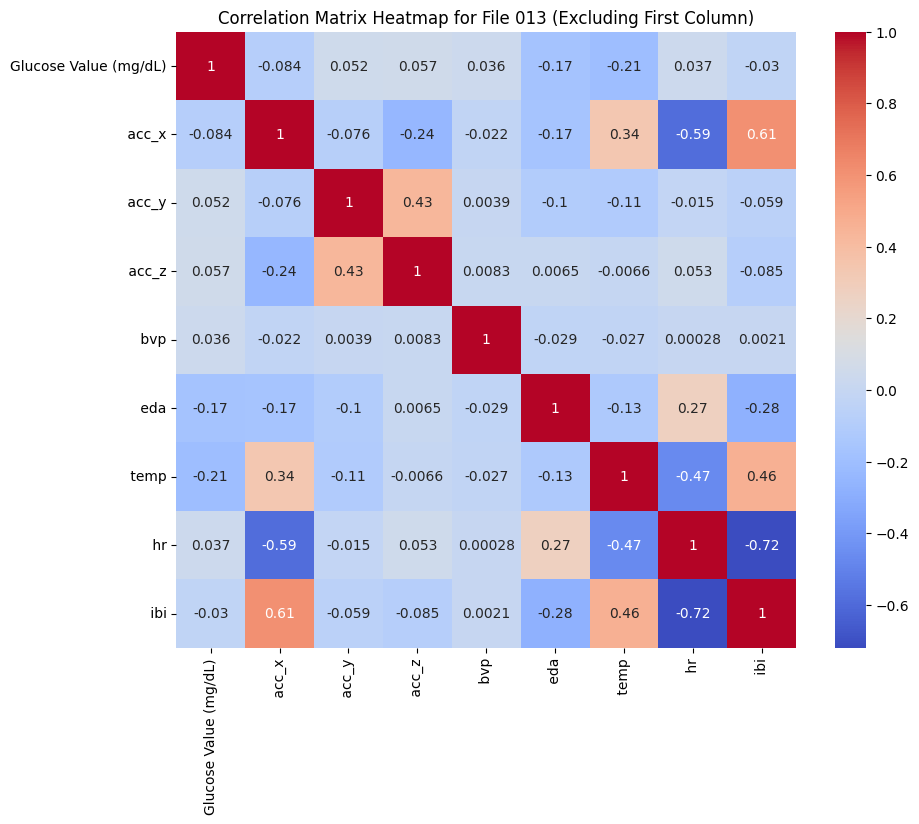 Correlation Matrix Heatmap for File 013 (Excluding First Column)
Glucose Value (mg/dL) 1 -0.084 0.052 0.057 0.036 -0.17 -0.21 0.037 -0.03
acc_x -0.084 1 -0.076 -0.24 -0.022 -0.17 0.34 -0.59 0.61
acc_y 0.052 -0.076 1 0.43 0.0039 -0.1 -0.11 -0.015 -0.059
acc_z 0.057 -0.24 0.43 1 0.0083 0.0065 -0.0066 0.053 -0.085
bvp 0.036 -0.022 0.0039 0.0083 1 -0.029 -0.027 0.00028 0.0021
eda -0.17 -0.17 -0.1 0.0065 -0.029 1 -0.13 0.27 -0.28
temp -0.21 0.34 -0.11 -0.0066 -0.027 -0.13 1 -0.47 0.46
hr 0.037 -0.59 -0.015 0.053 0.00028 0.27 -0.47 1 -0.72
ibi -0.03 0.61 -0.059 -0.085 0.0021 -0.28 0.46 -0.72 1
Glucose Value (mg/dL) acc_x acc_y acc_z bvp eda temp hr ibi
1.0
0.8
0.6
0.4
0.2
0.0
−0.2
−0.4
−0.6